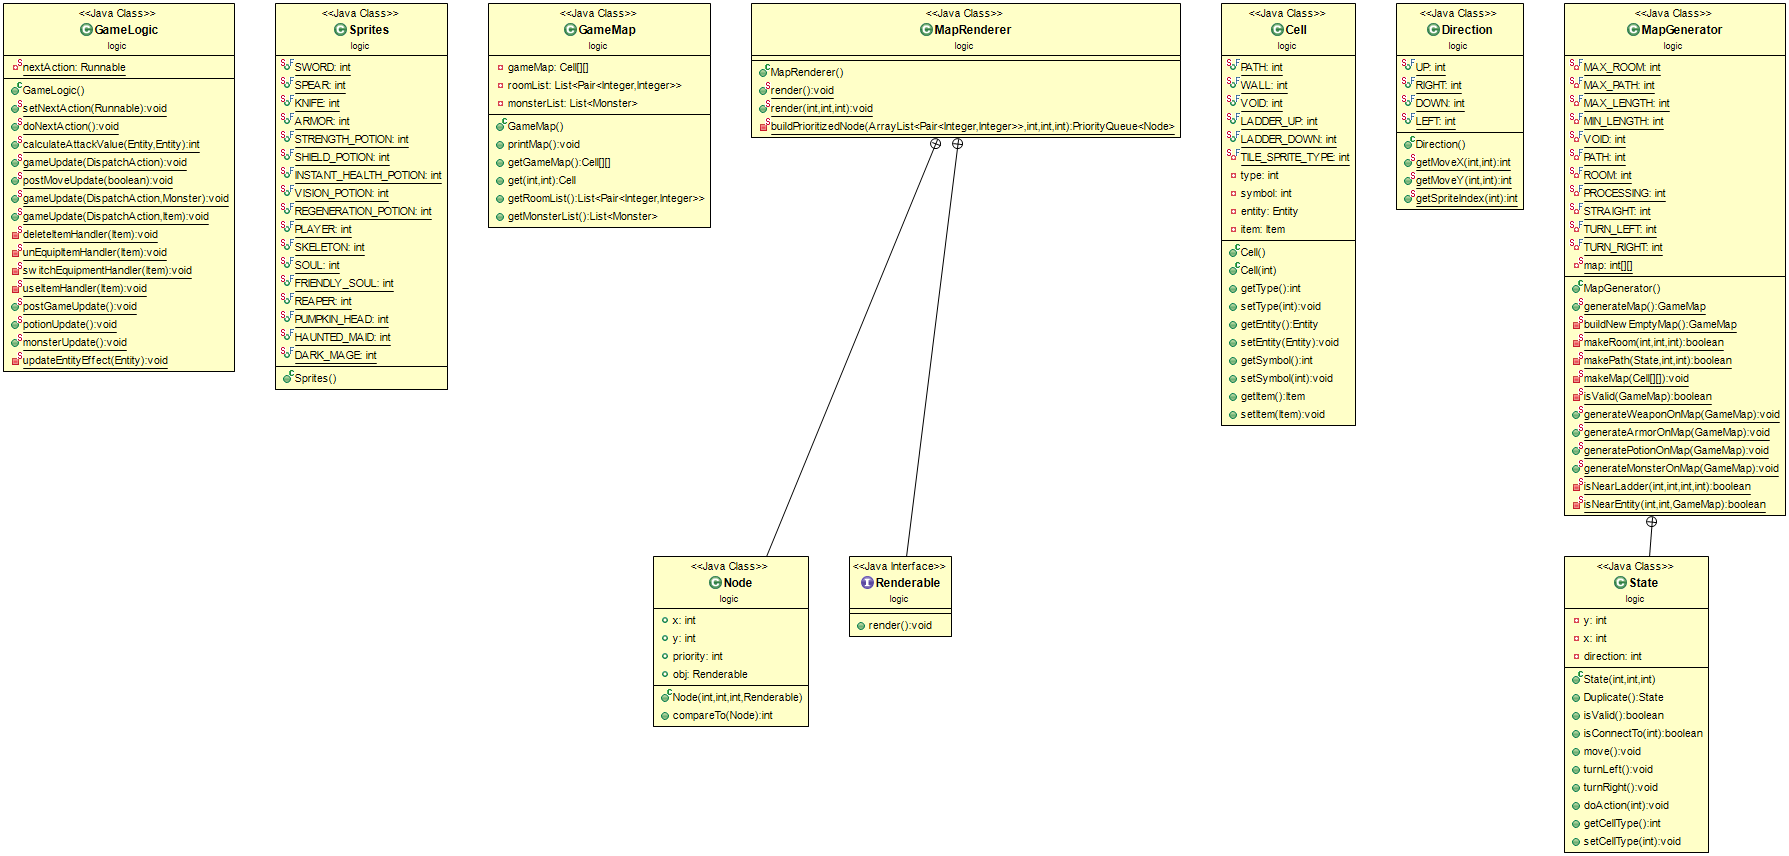 <<Java Class>>
GameLogic
logic
nextAction: Runnable
GameLogic()
setNextAction(Runnable):void
doNextAction():void
calculateAttackValue(Entity,Entity):int
gameUpdate(DispatchAction):void
postMoveUpdate(boolean):void
gameUpdate(DispatchAction,Monster):void
gameUpdate(DispatchAction,Item):void
deleteItemHandler(Item):void
unEquipItemHandler(Item):void
switchEquipmentHandler(Item):void
useItemHandler(Item):void
postGameUpdate():void
potionUpdate():void
monsterUpdate():void
updateEntityEffect(Entity):void
<<Java Class>>
Sprites
logic
SWORD: int
SPEAR: int
KNIFE: int
ARMOR: int
STRENGTH_POTION: int
SHIELD_POTION: int
INSTANT_HEALTH_POTION: int
VISION_POTION: int
REGENERATION_POTION: int
PLAYER: int
SKELETON: int
SOUL: int
FRIENDLY_SOUL: int
REAPER: int
PUMPKIN_HEAD: int
HAUNTED_MAID: int
DARK_MAGE: int
Sprites()
<<Java Class>>
GameMap
logic
gameMap: Cell[][]
roomList: List<Pair<Integer,Integer>>
monsterList: List<Monster>
GameMap()
printMap():void
getGameMap():Cell[][]
get(int,int):Cell
getRoomList():List<Pair<Integer,Integer>>
getMonsterList():List<Monster>
<<Java Class>>
MapRenderer
logic
MapRenderer()
render():void
render(int,int,int):void
buildPrioritizedNode(ArrayList<Pair<Integer,Integer>>,int,int,int):PriorityQueue<Node>
<<Java Class>>
Cell
logic
PATH: int
WALL: int
VOID: int
LADDER_UP: int
LADDER_DOWN: int
TILE_SPRITE_TYPE: int
type: int
symbol: int
entity: Entity
item: Item
Cell()
Cell(int)
getType():int
setType(int):void
getEntity():Entity
setEntity(Entity):void
getSymbol():int
setSymbol(int):void
getItem():Item
setItem(Item):void
<<Java Class>>
Direction
logic
UP: int
RIGHT: int
DOWN: int
LEFT: int
Direction()
getMoveX(int,int):int
getMoveY(int,int):int
getSpriteIndex(int):int
<<Java Class>>
MapGenerator
logic
MAX_ROOM: int
MAX_PATH: int
MAX_LENGTH: int
MIN_LENGTH: int
VOID: int
PATH: int
ROOM: int
PROCESSING: int
STRAIGHT: int
TURN_LEFT: int
TURN_RIGHT: int
map: int[][]
MapGenerator()
generateMap():GameMap
buildNewEmptyMap():GameMap
makeRoom(int,int,int):boolean
makePath(State,int,int):boolean
makeMap(Cell[][]):void
isValid(GameMap):boolean
generateWeaponOnMap(GameMap):void
generateArmorOnMap(GameMap):void
generatePotionOnMap(GameMap):void
generateMonsterOnMap(GameMap):void
isNearLadder(int,int,int,int):boolean
isNearEntity(int,int,GameMap):boolean
<<Java Class>>
Node
logic
x: int
y: int
priority: int
obj: Renderable
Node(int,int,int,Renderable)
compareTo(Node):int
<<Java Interface>>
Renderable
logic
render():void
<<Java Class>>
State
logic
y: int
x: int
direction: int
State(int,int,int)
Duplicate():State
isValid():boolean
isConnectTo(int):boolean
move():void
turnLeft():void
turnRight():void
doAction(int):void
getCellType():int
setCellType(int):void